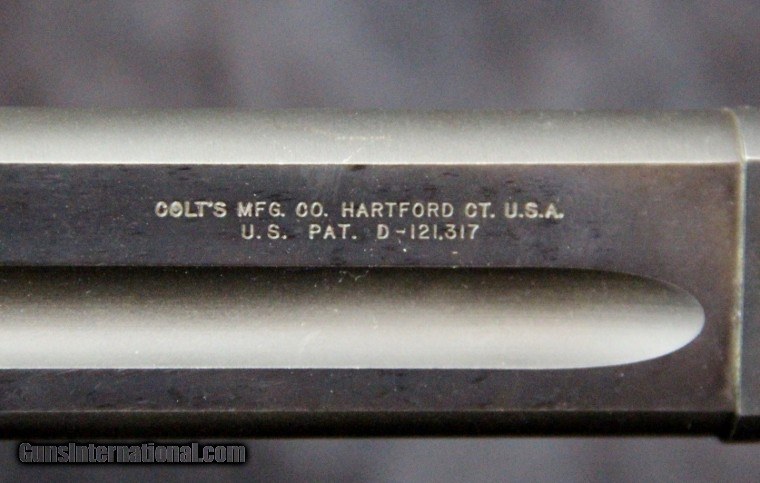 COLT'S MFG. CO. HARTFORD CT. U.S.A.
U.S. PAT. D-121,317
GunsInternational.com